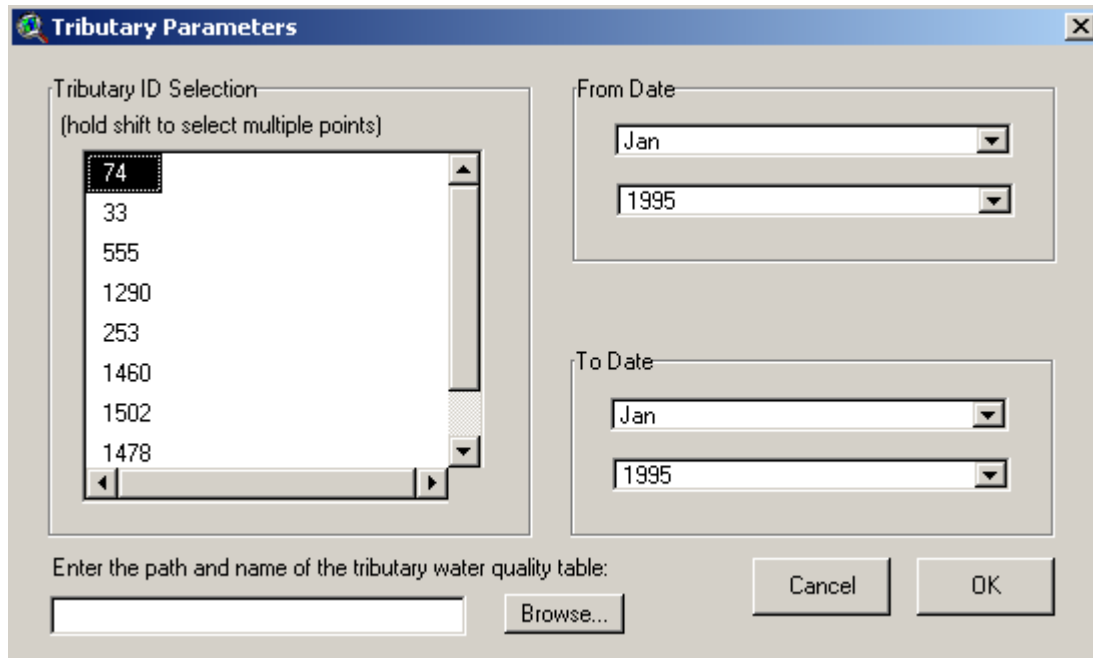 Tributary Parameters
Tributary ID Selection
(hold shift to select multiple points)
74
33
555
1290
253
1460
1502
1478
From Date
Jan
1995
To Date
Jan
1995
Enter the path and name of the tributary water quality table:
Browse...
Cancel
OK